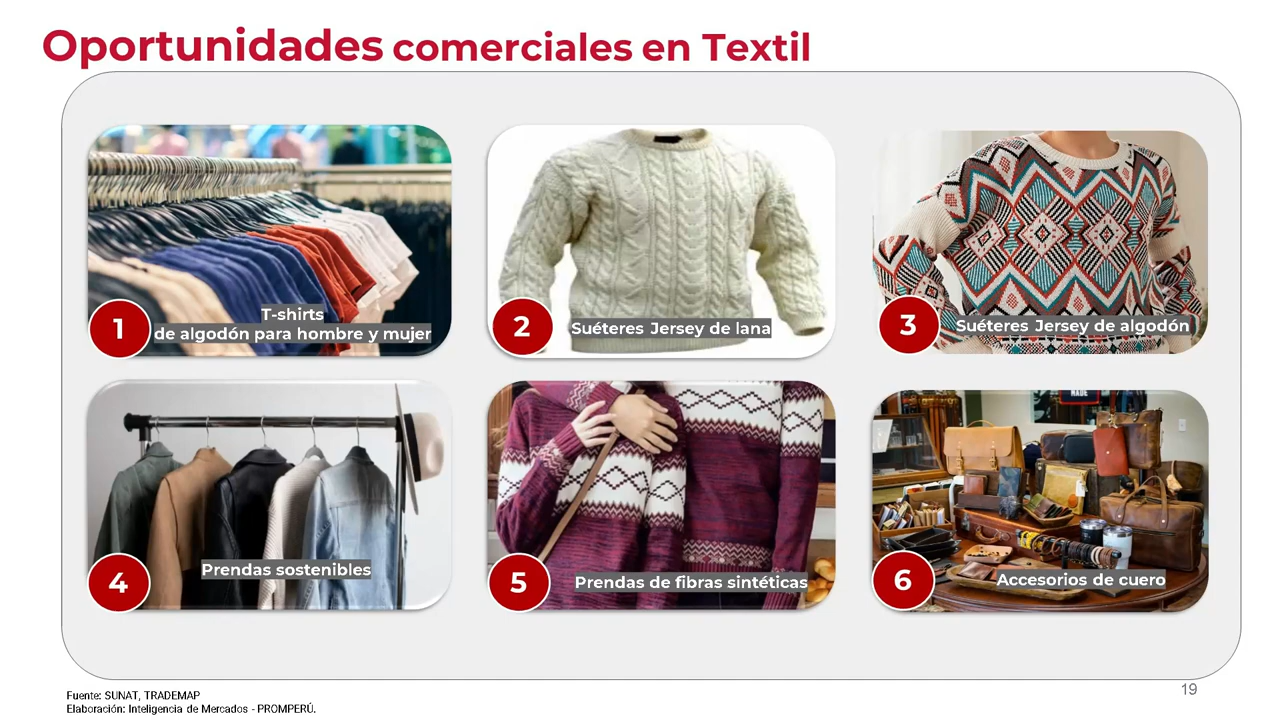 Oportunidades comerciales en Textil
1
T-shirts
de algodón para hombre y mujer
2
Suéteres Jersey de lana
3
Suéteres Jersey de algodón
4
Prendas sostenibles
5
Prendas de fibras sintéticas
MADE
6
Accesorios de cuero
Fuente: SUNAT, TRADEMAP
Elaboración: Inteligencia de Mercados - PROMPERÚ.
19